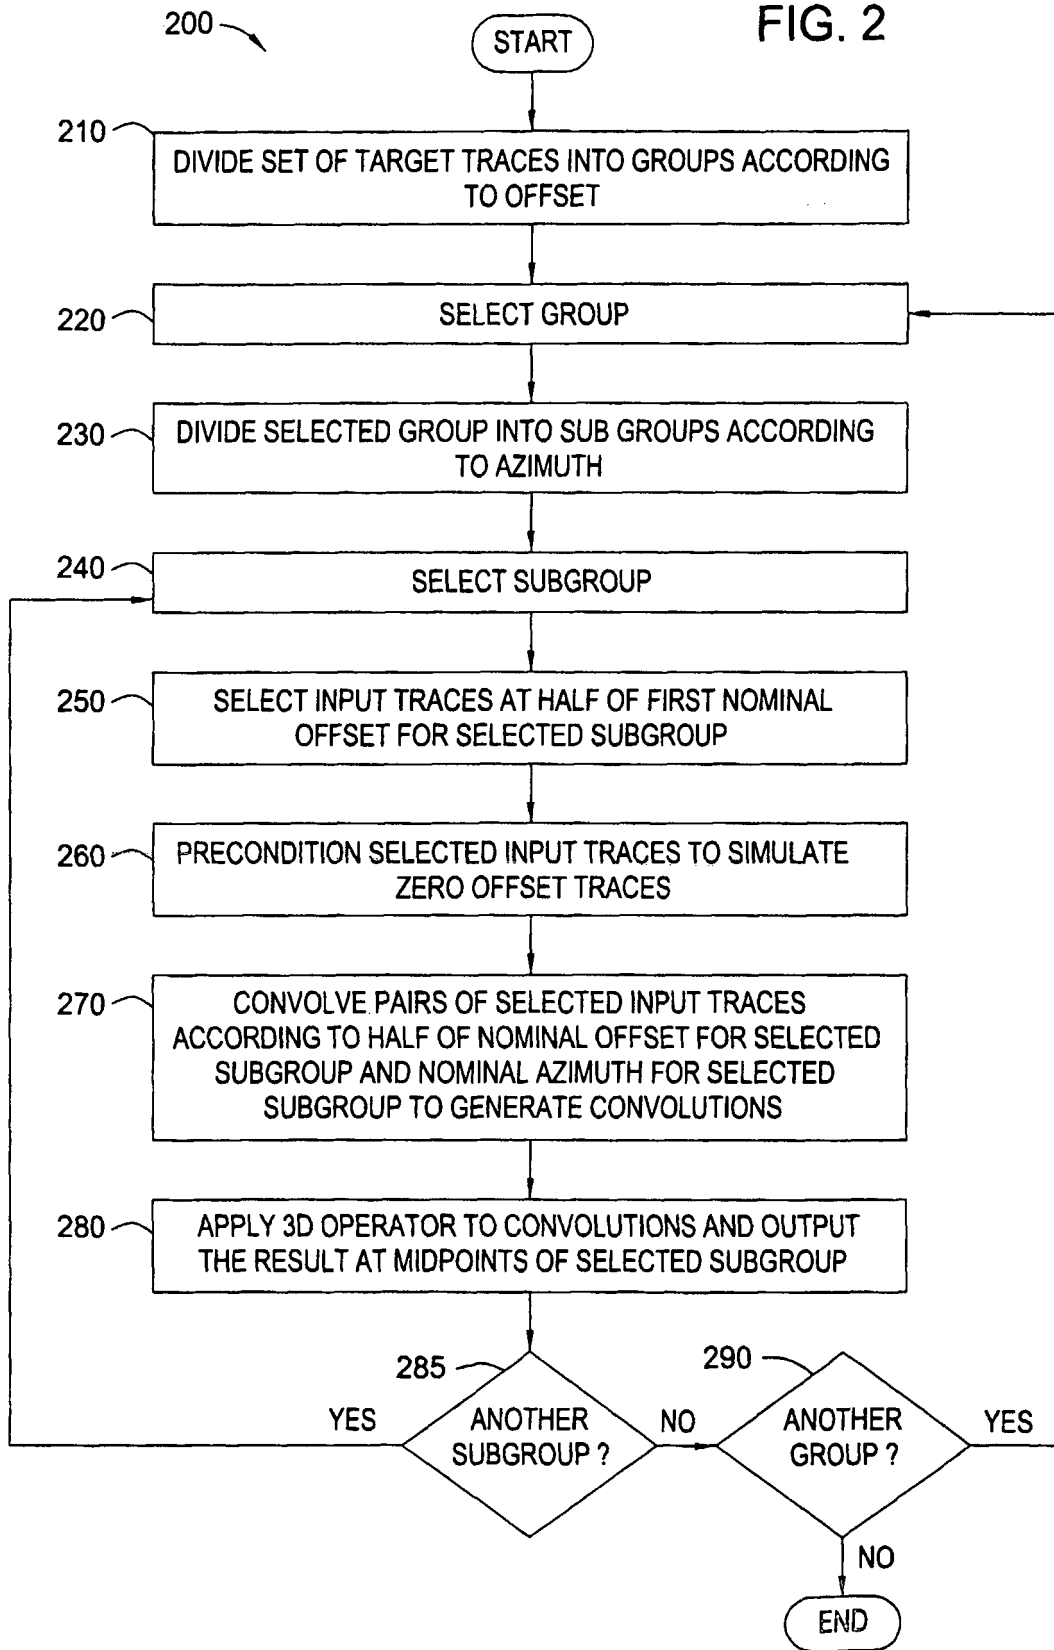 200
FIG. 2
START
210
DIVIDE SET OF TARGET TRACES INTO GROUPS ACCORDING
TO OFFSET
220
SELECT GROUP
230
DIVIDE SELECTED GROUP INTO SUB GROUPS ACCORDING
TO AZIMUTH
240
SELECT SUBGROUP
250
SELECT INPUT TRACES AT HALF OF FIRST NOMINAL
OFFSET FOR SELECTED SUBGROUP
260
PRECONDITION SELECTED INPUT TRACES TO SIMULATE
ZERO OFFSET TRACES
270
CONVOLVE PAIRS OF SELECTED INPUT TRACES
ACCORDING TO HALF OF NOMINAL OFFSET FOR SELECTED
SUBGROUP AND NOMINAL AZIMUTH FOR SELECTED
SUBGROUP TO GENERATE CONVOLUTIONS
280
APPLY 3D OPERATOR TO CONVOLUTIONS AND OUTPUT
THE RESULT AT MIDPOINTS OF SELECTED SUBGROUP
285
290
YES
ANOTHER
SUBGROUP ?
NO
ANOTHER
GROUP ?
YES
NO
END